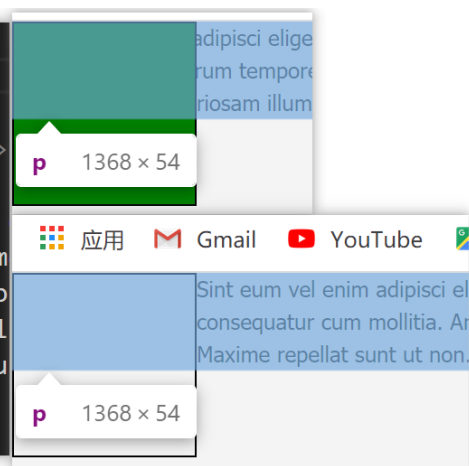 adipisci elige
rum tempore
riosam illum
p 1368 × 54
应用 Gmail YouTube
Sint eum vel enim adipisci el
consequatur cum mollitia. Ar
Maxime repellat sunt ut non.
p 1368 × 54